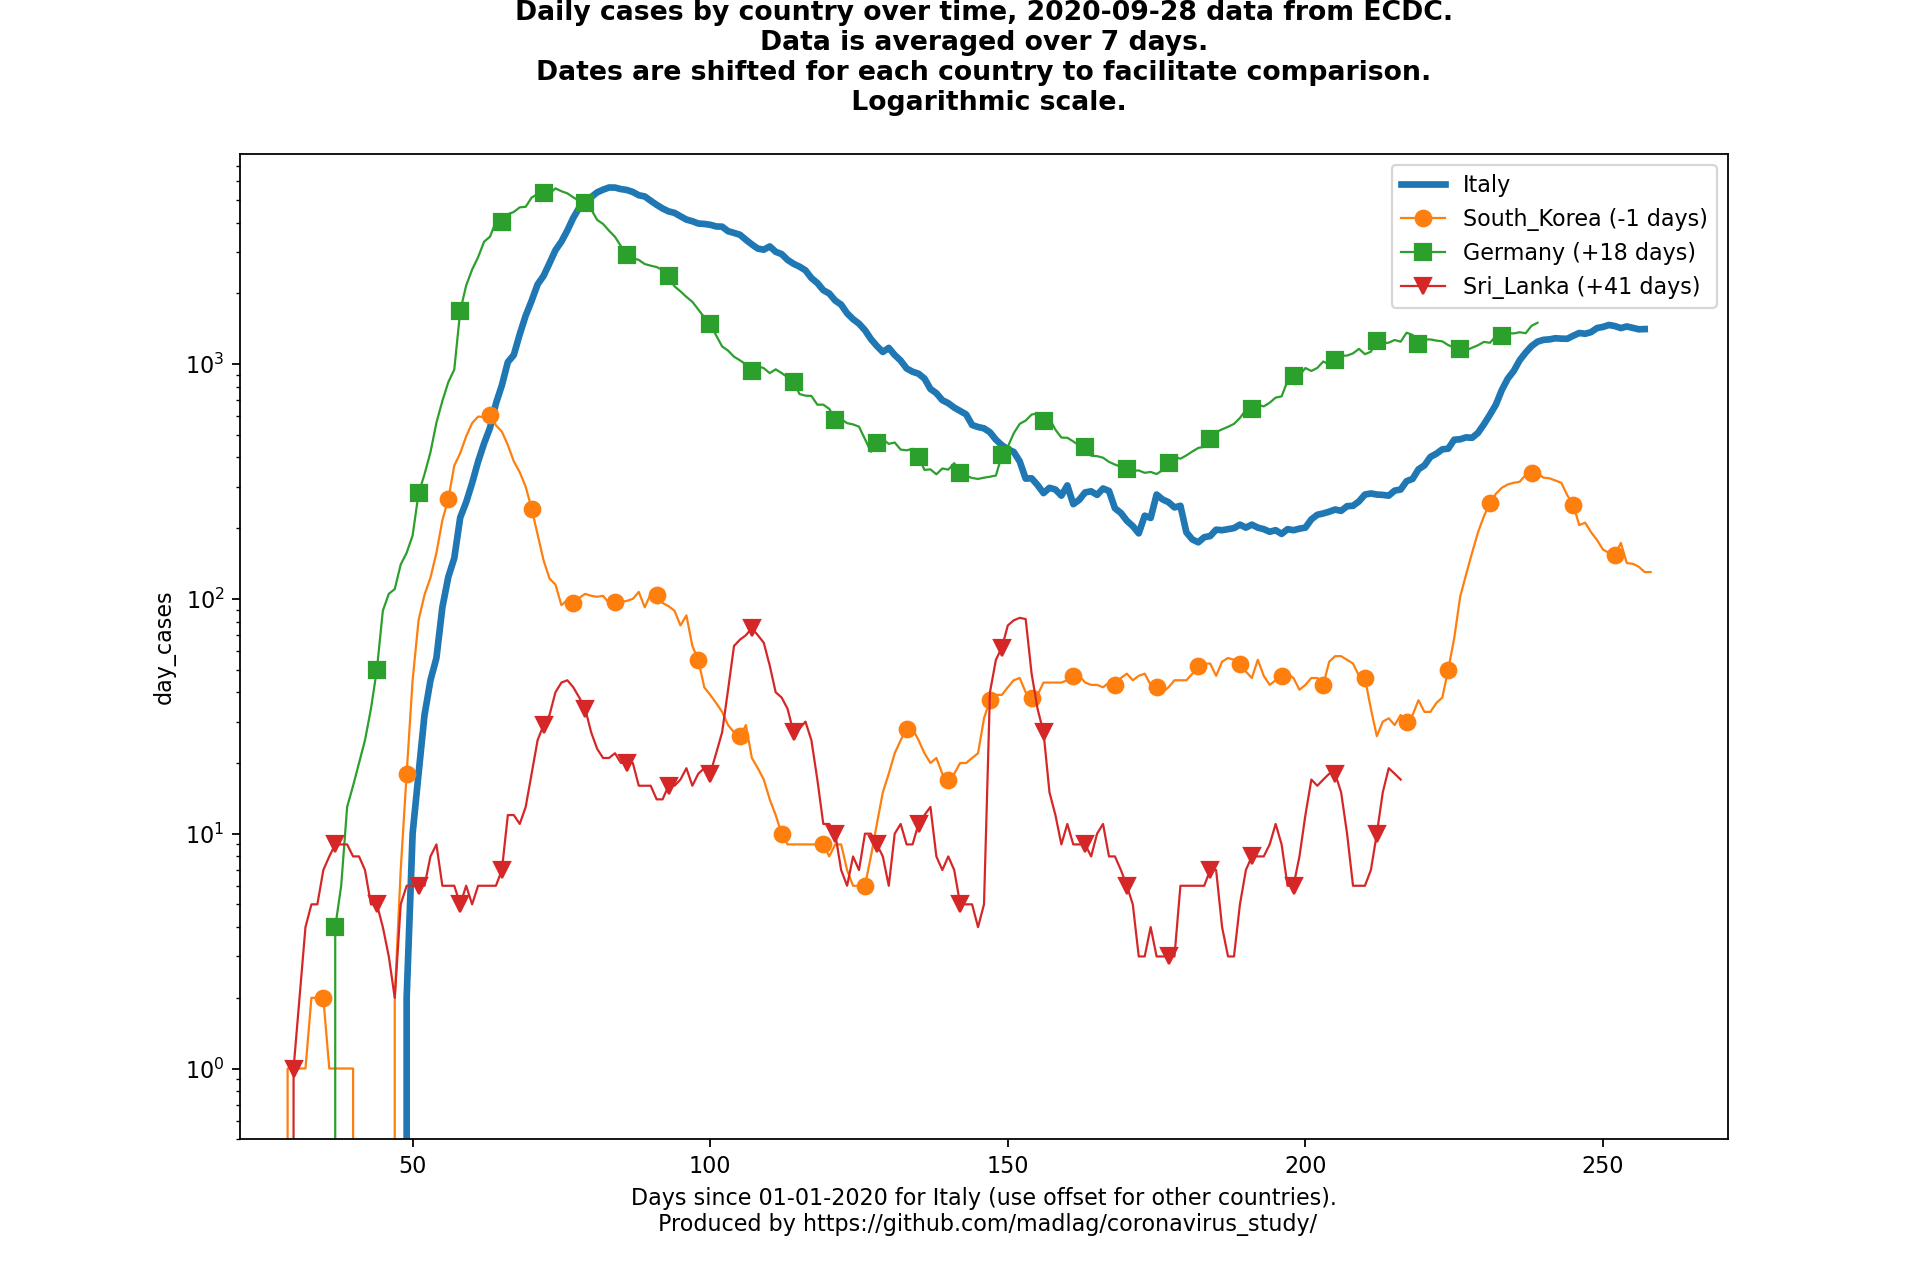 Daily cases by country over time, 2020-09-28 data from ECDC.
Data is averaged over 7 days.
Dates are shifted for each country to facilitate comparison.
Logarithmic scale.
Italy
South_Korea (-1 days)
Germany (+18 days)
Sri_Lanka (+41 days)
10³
10²
10¹
10⁰
day_cases
50 100 150 200 250
Days since 01-01-2020 for Italy (use offset for other countries).
Produced by https://github.com/madlag/coronavirus_study/